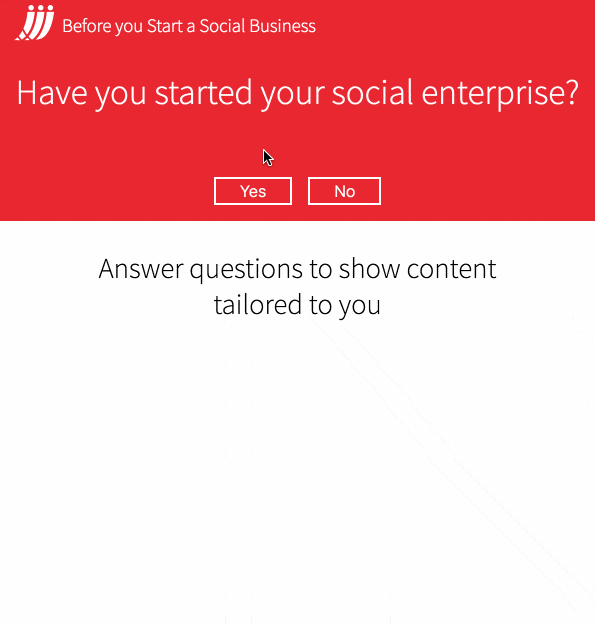 Before you Start a Social Business
Have you started your social enterprise?
Yes No
Answer questions to show content
tailored to you